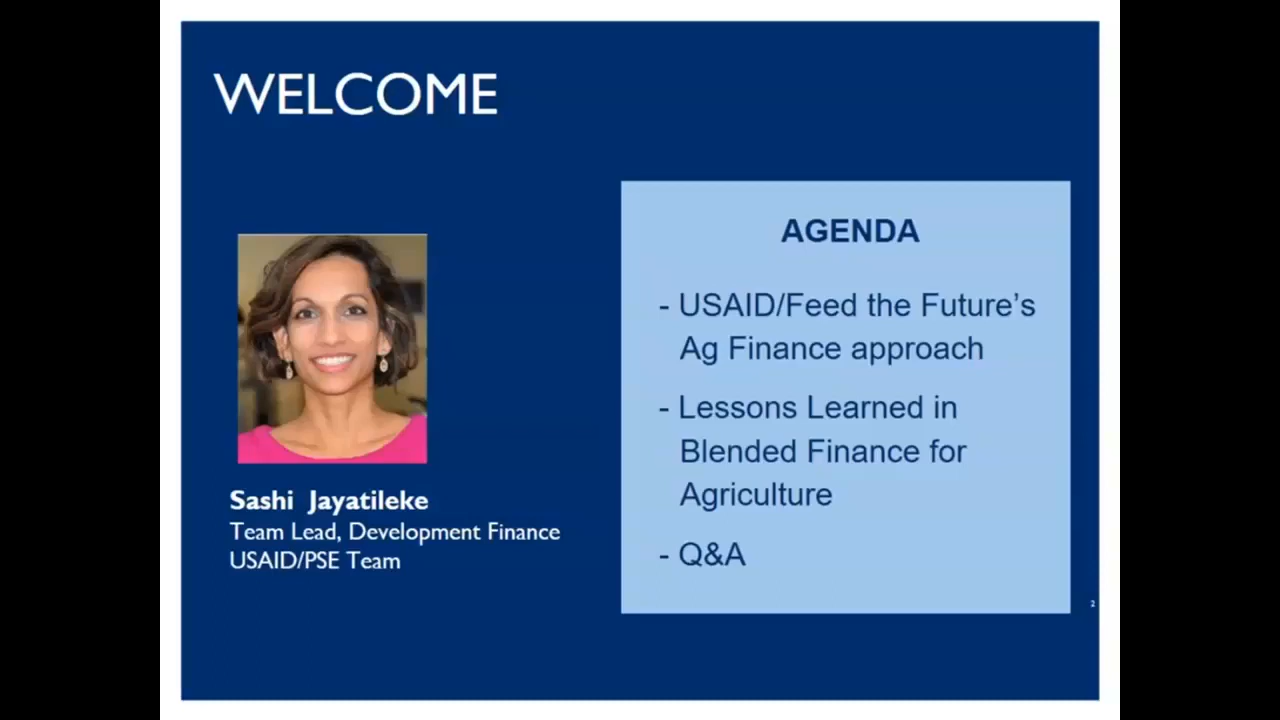 WELCOME
Sashi Jayatileke
Team Lead, Development Finance
USAID/PSE Team
AGENDA
- USAID/Feed the Future's
Ag Finance approach
- Lessons Learned in
Blended Finance for
Agriculture
- Q&A
2